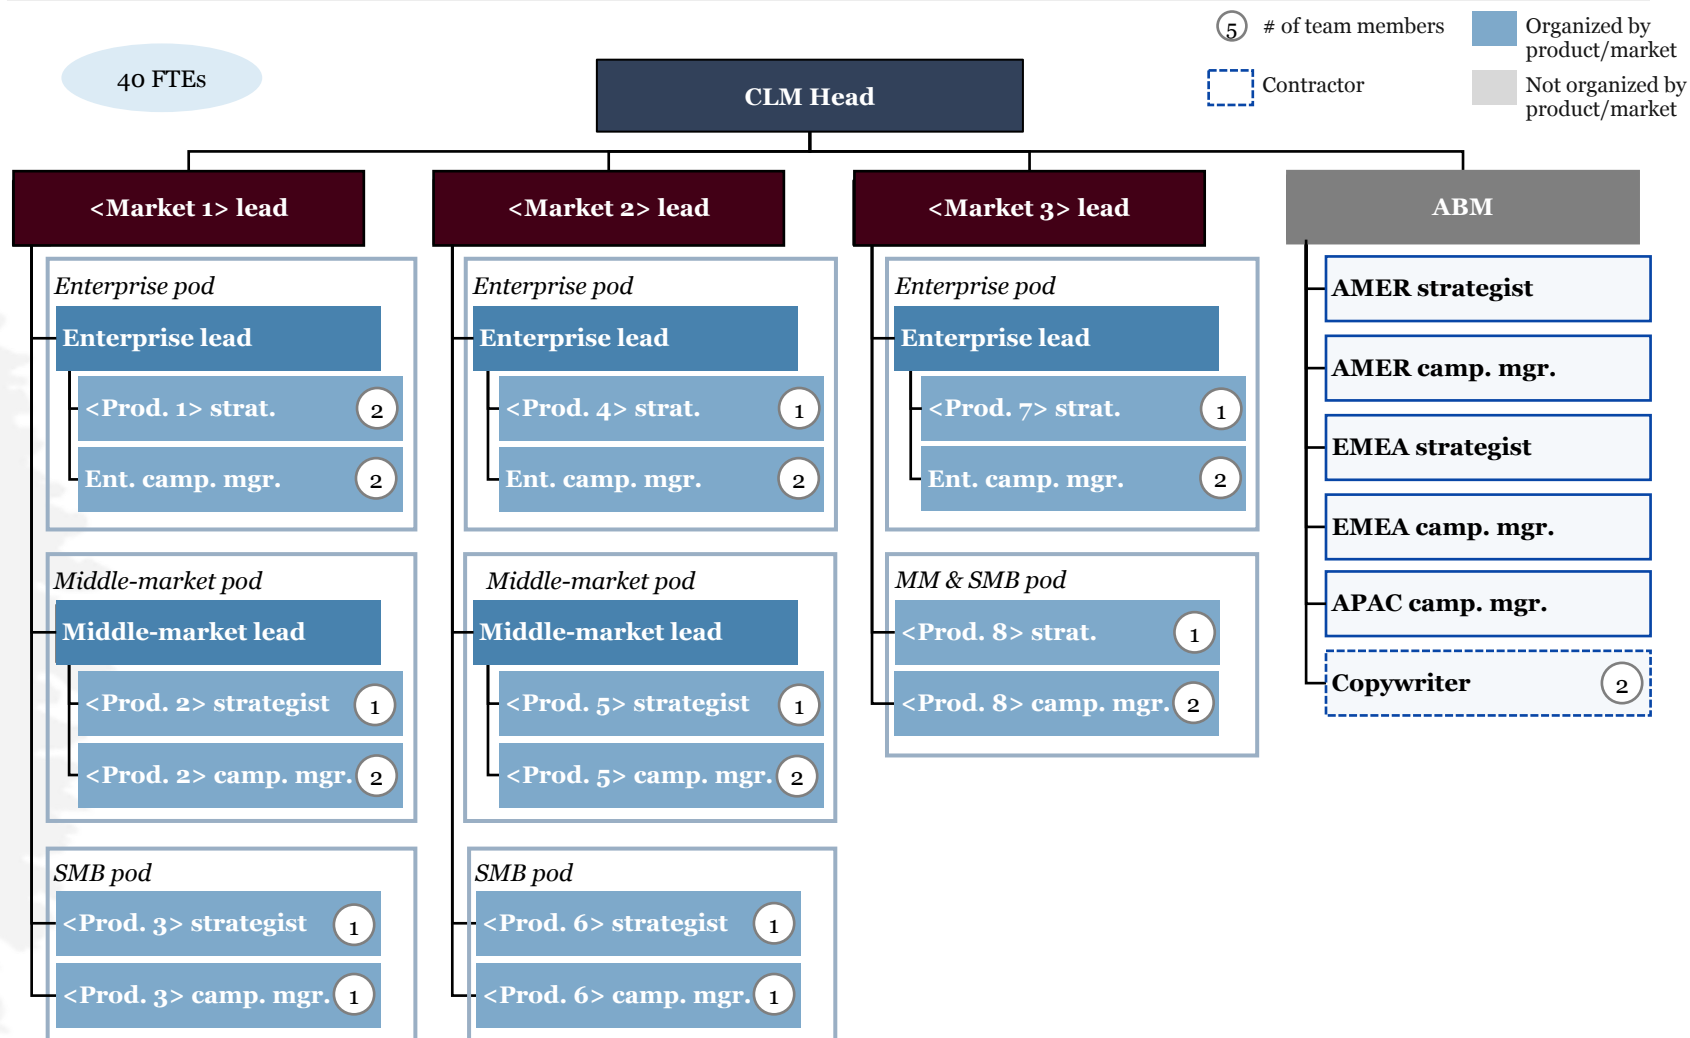 40 FTEs
5 # of team members
Contractor
Organized by
product/market
Not organized by
product/market
CLM Head
<Market 1> lead
Enterprise pod
Enterprise lead
<Prod. 1> strat. 2
Ent. camp. mgr. 2
Middle-market pod
Middle-market lead
<Prod. 2> strategist 1
<Prod. 2> camp. mgr. 2
SMB pod
<Prod. 3> strategist 1
<Prod. 3> camp. mgr. 1
<Market 2> lead
Enterprise pod
Enterprise lead
<Prod. 4> strat. 1
Ent. camp. mgr. 2
Middle-market pod
Middle-market lead
<Prod. 5> strategist 1
<Prod. 5> camp. mgr. 2
SMB pod
<Prod. 6> strategist 1
<Prod. 6> camp. mgr. 1
<Market 3> lead
Enterprise pod
Enterprise lead
<Prod. 7> strat. 1
Ent. camp. mgr. 2
MM & SMB pod
<Prod. 8> strat. 1
<Prod. 8> camp. mgr. 2
ABM
AMER strategist
AMER camp. mgr.
EMEA strategist
EMEA camp. mgr.
APAC camp. mgr.
Copywriter 2